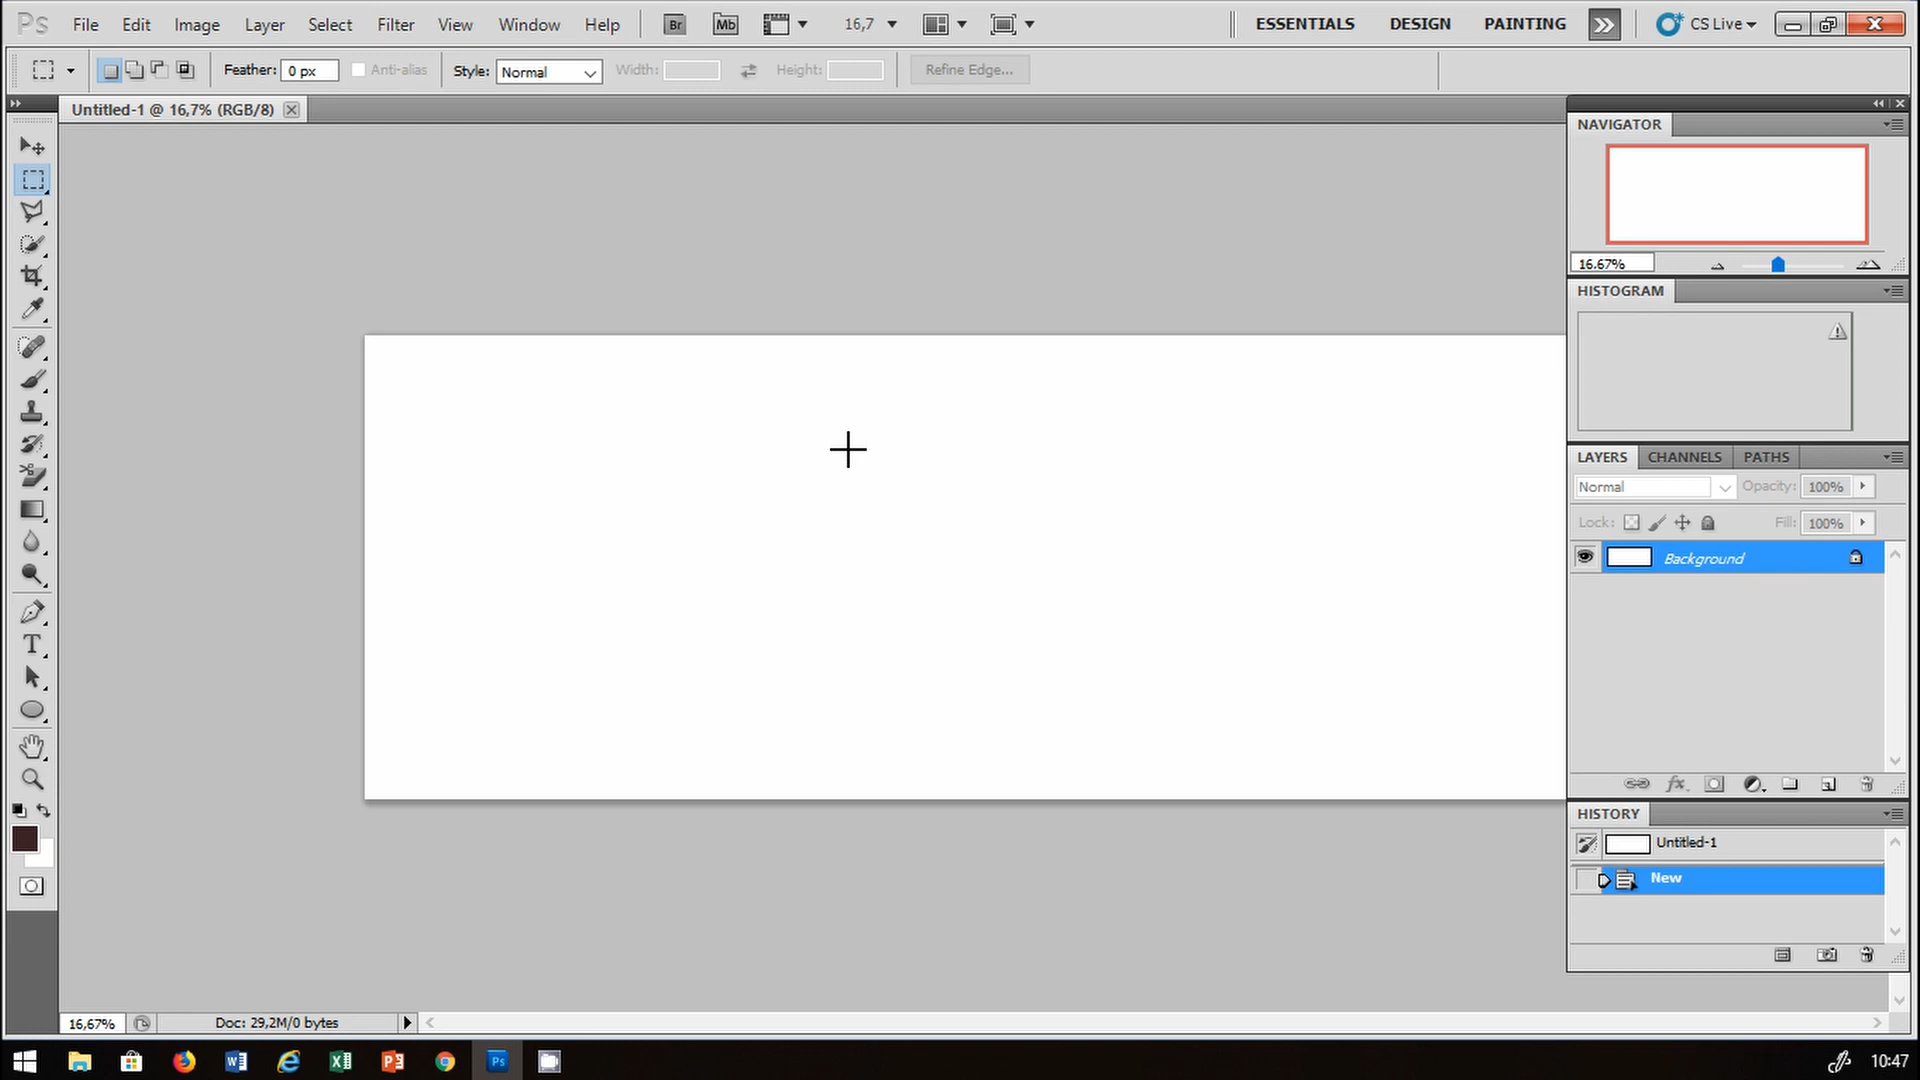 Ps File Edit Image Layer Select Filter Analysis View Window Help Br Mb 16,7 ESSENTIALS DESIGN PAINTING CS Live
Feather: 0 px Anti-alias Style: Normal Width: Height: Refine Edge...
Untitled-1 @ 16,7% (RGB/8)
NAVIGATOR
16.67%
HISTOGRAM
LAYERS CHANNELS PATHS
Normal Opacity: 100%
Lock: Fill: 100%
Background
fx
HISTORY
Untitled-1
New
T
16,67% Doc: 29,2M/0 bytes
Ps 10:47